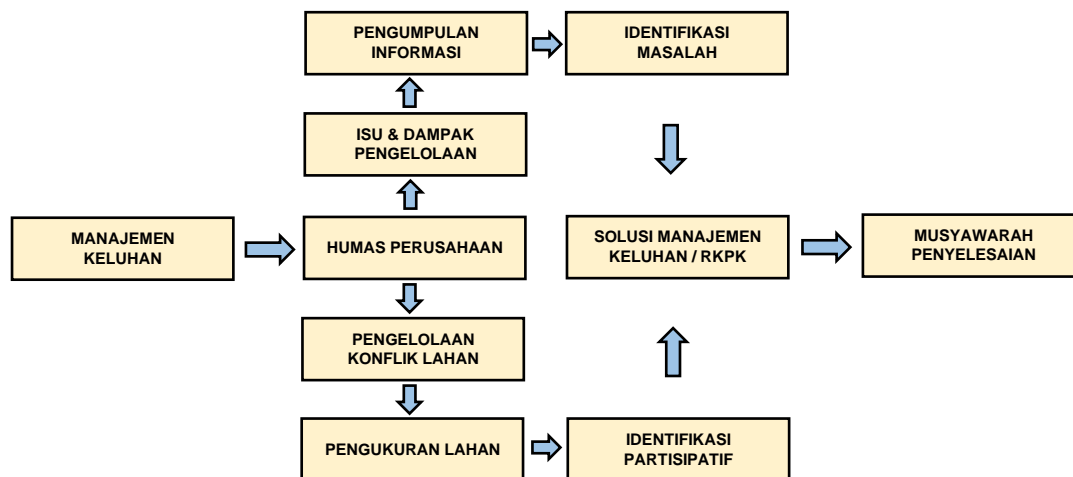 PENGUMPULAN
INFORMASI
IDENTIFIKASI
MASALAH
ISU & DAMPAK
PENGELOLAAN
MANAJEMEN
KELUHAN
HUMAS PERUSAHAAN
SOLUSI MANAJEMEN
KELUHAN / RKPK
MUSYAWARAH
PENYELESAIAN
PENGELOLAAN
KONFLIK LAHAN
PENGUKURAN LAHAN
IDENTIFIKASI
PARTISIPATIF